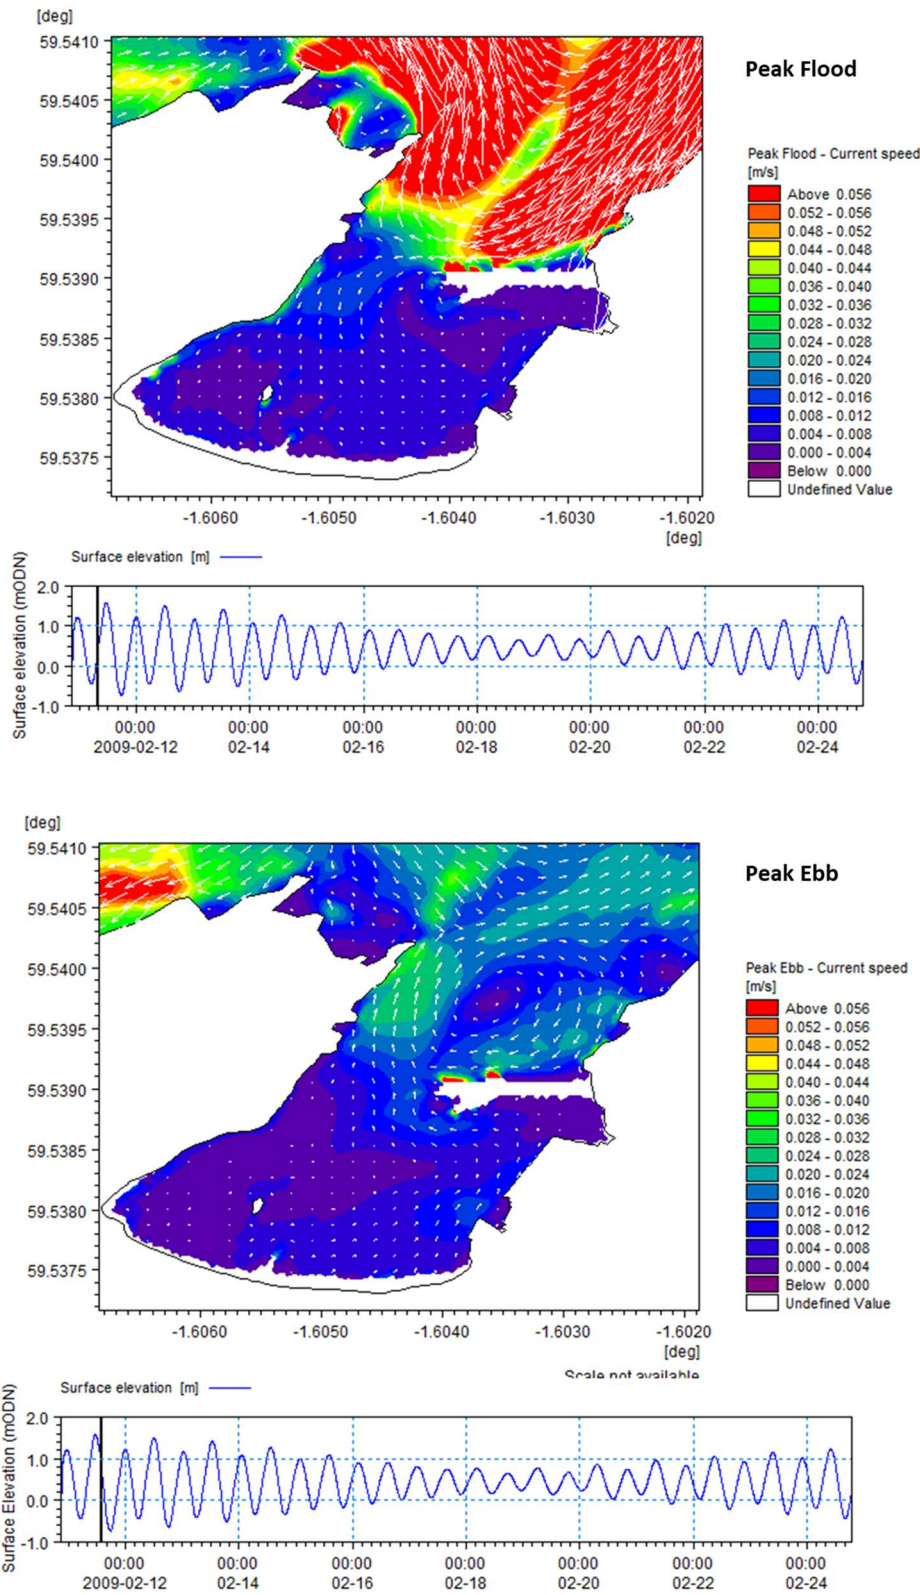 [deg]
59.5410
59.5405
59.5400
59.5395
59.5390
59.5385
59.5380
59.5375
-1.6060 -1.6050 -1.6040 -1.6030 -1.6020
[deg]
Peak Flood
Peak Flood - Current speed
[m/s]
Above 0.056
0.052 - 0.056
0.048 - 0.052
0.044 - 0.048
0.040 - 0.044
0.036 - 0.040
0.032 - 0.036
0.028 - 0.032
0.024 - 0.028
0.020 - 0.024
0.016 - 0.020
0.012 - 0.016
0.008 - 0.012
0.004 - 0.008
0.000 - 0.004
Below 0.000
Undefined Value
Surface elevation [m]
Surface elevation (mODN)
2.0
1.0
0.0
-1.0
00:00 00:00 00:00 00:00 00:00 00:00 00:00
2009-02-12 02-14 02-16 02-18 02-20 02-22 02-24
[deg]
59.5410
59.5405
59.5400
59.5395
59.5390
59.5385
59.5380
59.5375
-1.6060 -1.6050 -1.6040 -1.6030 -1.6020
[deg]
Scale not available
Peak Ebb
Peak Ebb - Current speed
[m/s]
Above 0.056
0.052 - 0.056
0.048 - 0.052
0.044 - 0.048
0.040 - 0.044
0.036 - 0.040
0.032 - 0.036
0.028 - 0.032
0.024 - 0.028
0.020 - 0.024
0.016 - 0.020
0.012 - 0.016
0.008 - 0.012
0.004 - 0.008
0.000 - 0.004
Below 0.000
Undefined Value
Surface elevation [m]
Surface Elevation (mODN)
2.0
1.0
0.0
-1.0
00:00 00:00 00:00 00:00 00:00 00:00 00:00
2009-02-12 02-14 02-16 02-18 02-20 02-22 02-24